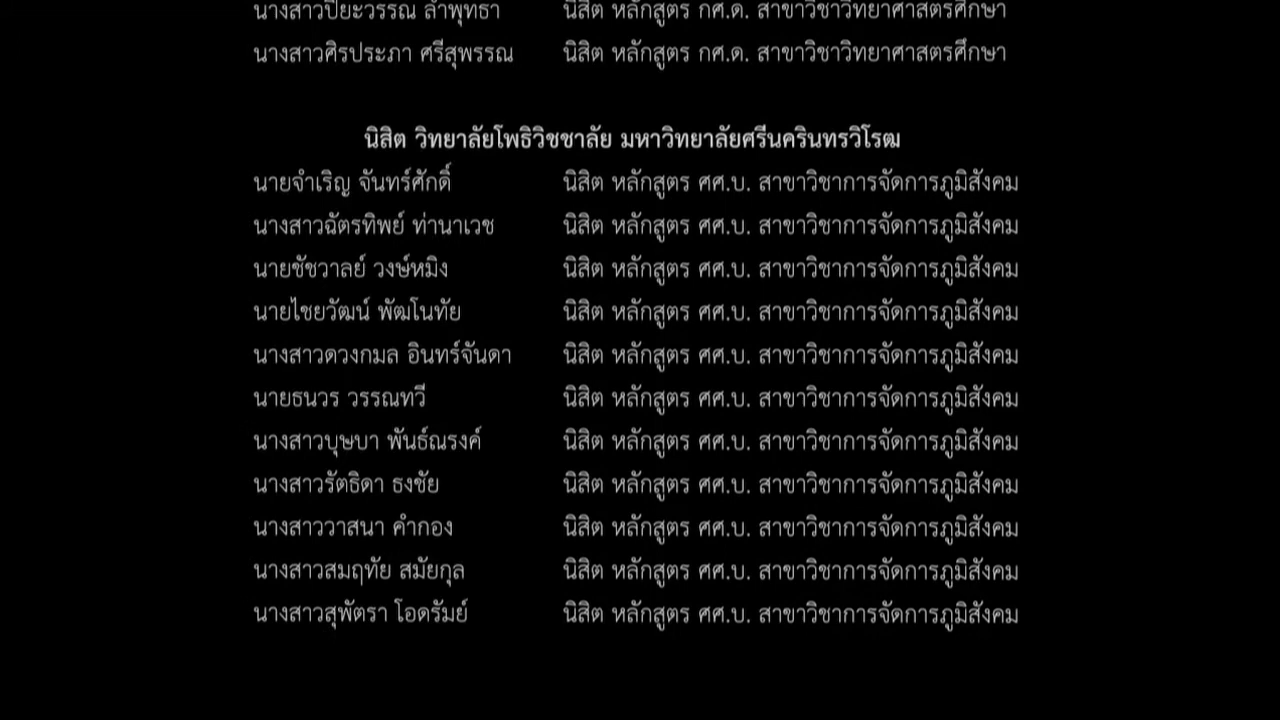 นางสาวปิยะวรรณ ลำพุทธา นิสิต หลักสูตร กศ.ด. สาขาวิชาวิทยาศาสตรศึกษา
นางสาวศิรประภา ศรีสุพรรณ นิสิต หลักสูตร กศ.ด. สาขาวิชาวิทยาศาสตรศึกษา
นิสิต วิทยาลัยโพธิวิชชาลัย มหาวิทยาลัยศรีนครินทรวิโรฒ
นายจำเริญ จันทร์ศักดิ์ นิสิต หลักสูตร ศศ.บ. สาขาวิชาการจัดการภูมิสังคม
นางสาวฉัตรทิพย์ ท่านาเวช นิสิต หลักสูตร ศศ.บ. สาขาวิชาการจัดการภูมิสังคม
นายชัชวาลย์ วงษ์หมิง นิสิต หลักสูตร ศศ.บ. สาขาวิชาการจัดการภูมิสังคม
นายไชยวัฒน์ พัฒโนทัย นิสิต หลักสูตร ศศ.บ. สาขาวิชาการจัดการภูมิสังคม
นางสาวดวงกมล อินทร์จันดา นิสิต หลักสูตร ศศ.บ. สาขาวิชาการจัดการภูมิสังคม
นายธนวร วรรณทวี นิสิต หลักสูตร ศศ.บ. สาขาวิชาการจัดการภูมิสังคม
นางสาวบุษบา พันธ์ณรงค์ นิสิต หลักสูตร ศศ.บ. สาขาวิชาการจัดการภูมิสังคม
นางสาวรัตธิดา ธงชัย นิสิต หลักสูตร ศศ.บ. สาขาวิชาการจัดการภูมิสังคม
นางสาววาสนา คำกอง นิสิต หลักสูตร ศศ.บ. สาขาวิชาการจัดการภูมิสังคม
นางสาวสมฤทัย สมัยกุล นิสิต หลักสูตร ศศ.บ. สาขาวิชาการจัดการภูมิสังคม
นางสาวสุพัตรา โอดรัมย์ นิสิต หลักสูตร ศศ.บ. สาขาวิชาการจัดการภูมิสังคม